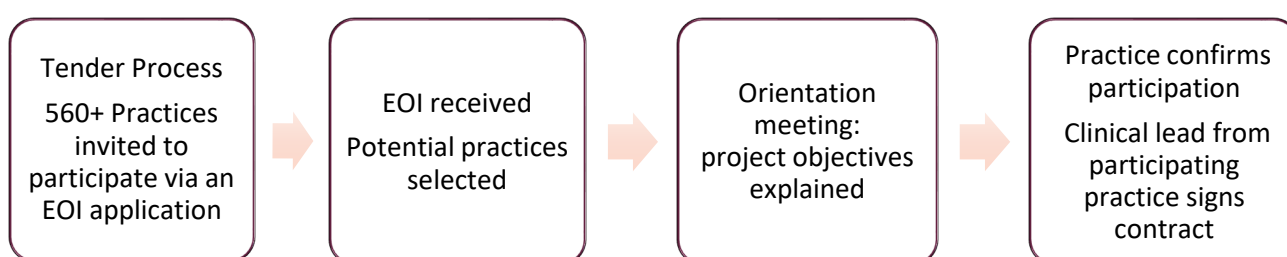 Tender Process
560+ Practices
invited to
participate via an
EOI application
EOI received
Potential practices
selected
Orientation
meeting:
project objectives
explained
Practice confirms
participation
Clinical lead from
participating
practice signs
contract